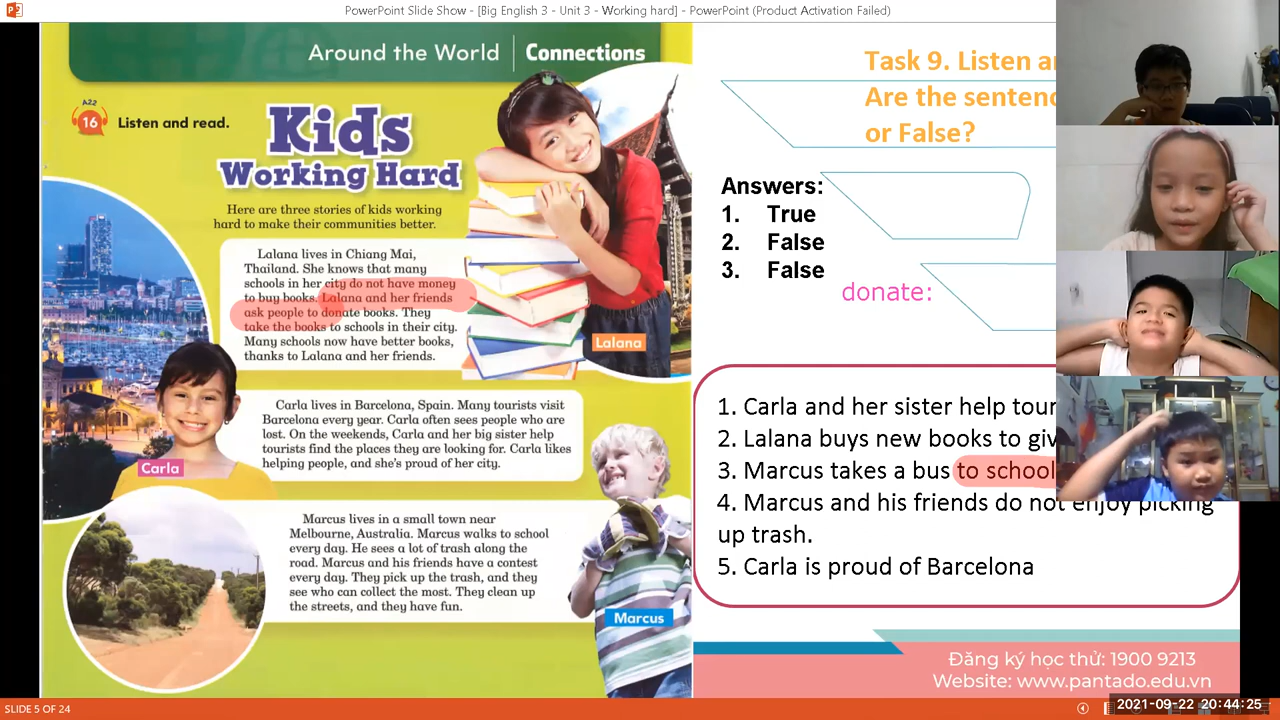 PowerPoint Slide Show - [Big English 3 - Unit 3 - Working hard] - PowerPoint (Product Activation Failed)
Around the World | Connections
A22
16
Listen and read.
Kids
Working Hard
Here are three stories of kids working
hard to make their communities better.
Lalana lives in Chiang Mai,
Thailand. She knows that many
schools in her city do not have money
to buy books. Lalana and her friends
ask people to donate books. They
take the books to schools in their city.
Many schools now have better books,
thanks to Lalana and her friends.
Lalana
Carla lives in Barcelona, Spain. Many tourists visit
Barcelona every year. Carla often sees people who are
lost. On the weekends, Carla and her big sister help
tourists find the places they are looking for. Carla likes
helping people, and she's proud of her city.
Carla
Marcus lives in a small town near
Melbourne, Australia. Marcus walks to school
every day. He sees a lot of trash along the
road. Marcus and his friends have a contest
every day. They pick up the trash, and they
see who can collect the most. They clean up
the streets, and they have fun.
Marcus
Task 9. Listen
Are the
or False?
Answers:
1. True
2. False
3. False
donate:
1. Carla and her sister help
2. Lalana buys new books to
3. Marcus takes a bus to school
4. Marcus and his friends do not enjoy picking
up trash.
5. Carla is proud of Barcelona
Đăng ký học thử: 1900 9213
Website: www.pantado.edu.vn
SLIDE 5 OF 24
2021-09-22 20:44:25